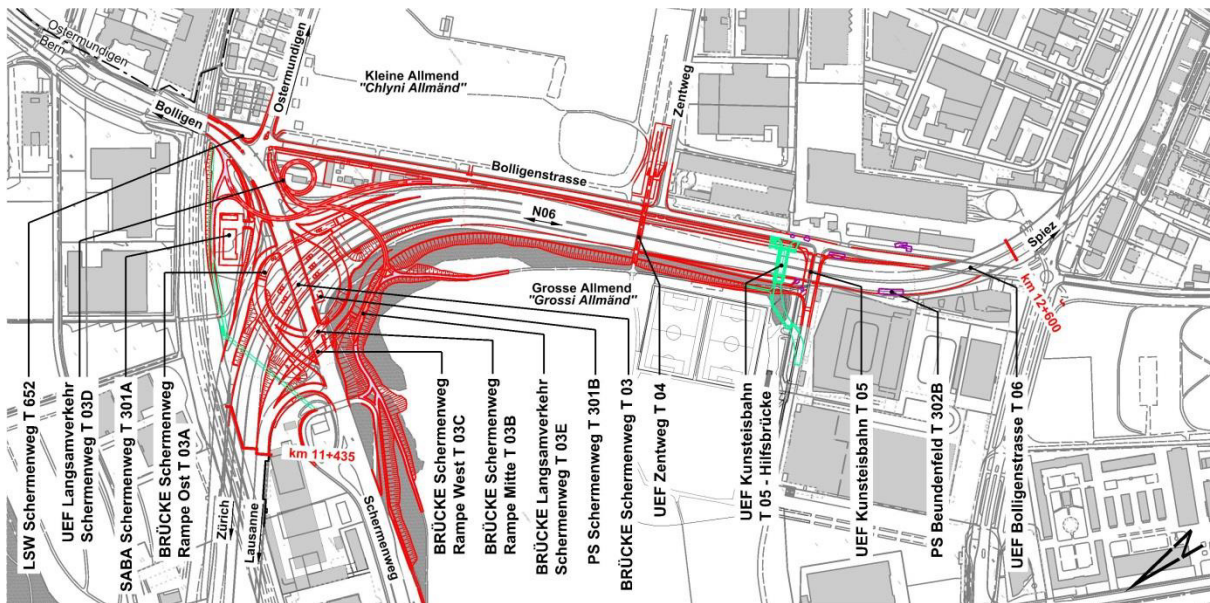 Ostermundigen
Bern
Bolligen
Ostermundigen
Kleine Allmend
"Chlyni Allmänd"
Zentweg
Bolligenstrasse
N06
Grosse Allmend
"Grossi Allmänd"
Spiez
km 12+600
km 11+435
Zürich
Lausanne
Schermenweg
LSW Schermenweg T 652
UEF Langsamverkehr
Schermenweg T 03D
SABA Schermenweg T 301A
BRÜCKE Schermenweg
Rampe Ost T 03A
BRÜCKE Schermenweg
Rampe West T 03C
BRÜCKE Schermenweg
Rampe Mitte T 03B
BRÜCKE Langsamverkehr
Schermenweg T 03E
PS Schermenweg T 301B
BRÜCKE Schermenweg T 03
UEF Zentweg T 04
UEF Kunsteisbahn
T 05 - Hilfsbrücke
UEF Kunsteisbahn T 05
PS Beundenfeld T 302B
UEF Bolligenstrasse T 06
N